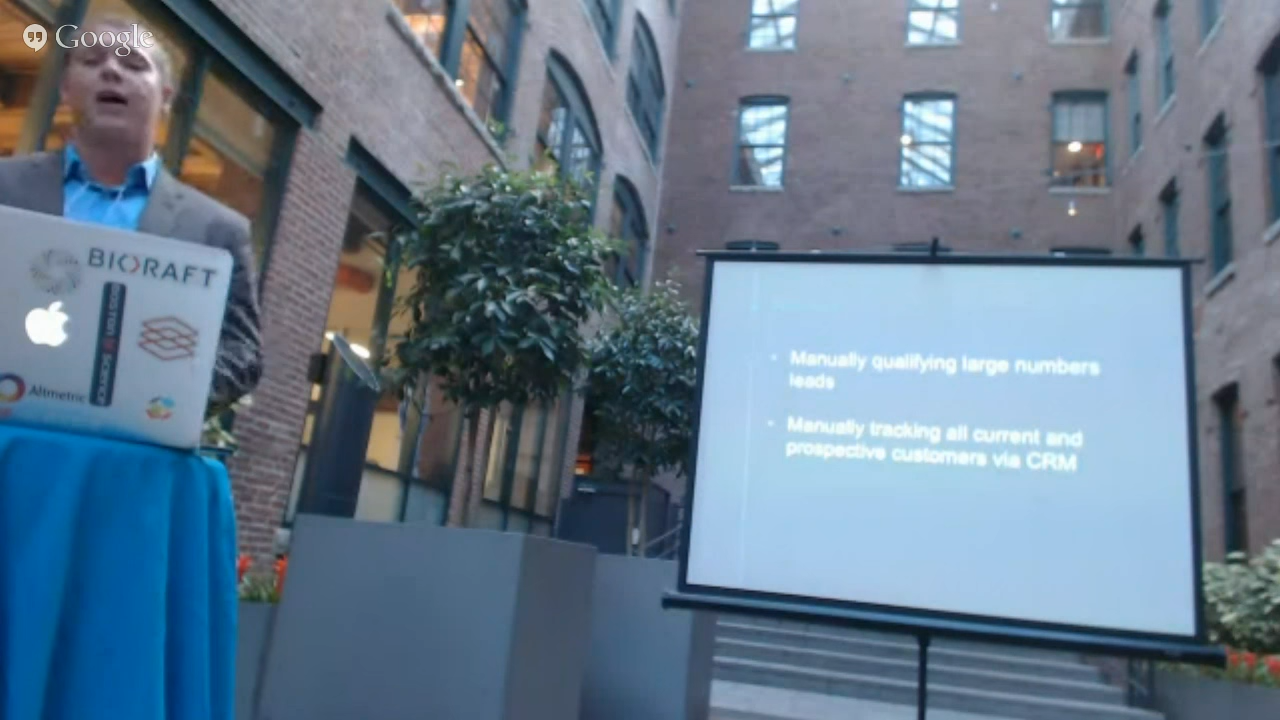 Google
BIORAFT
Altmetric
Manually qualifying large numbers
leads
Manually tracking all current and
prospective customers via CRM